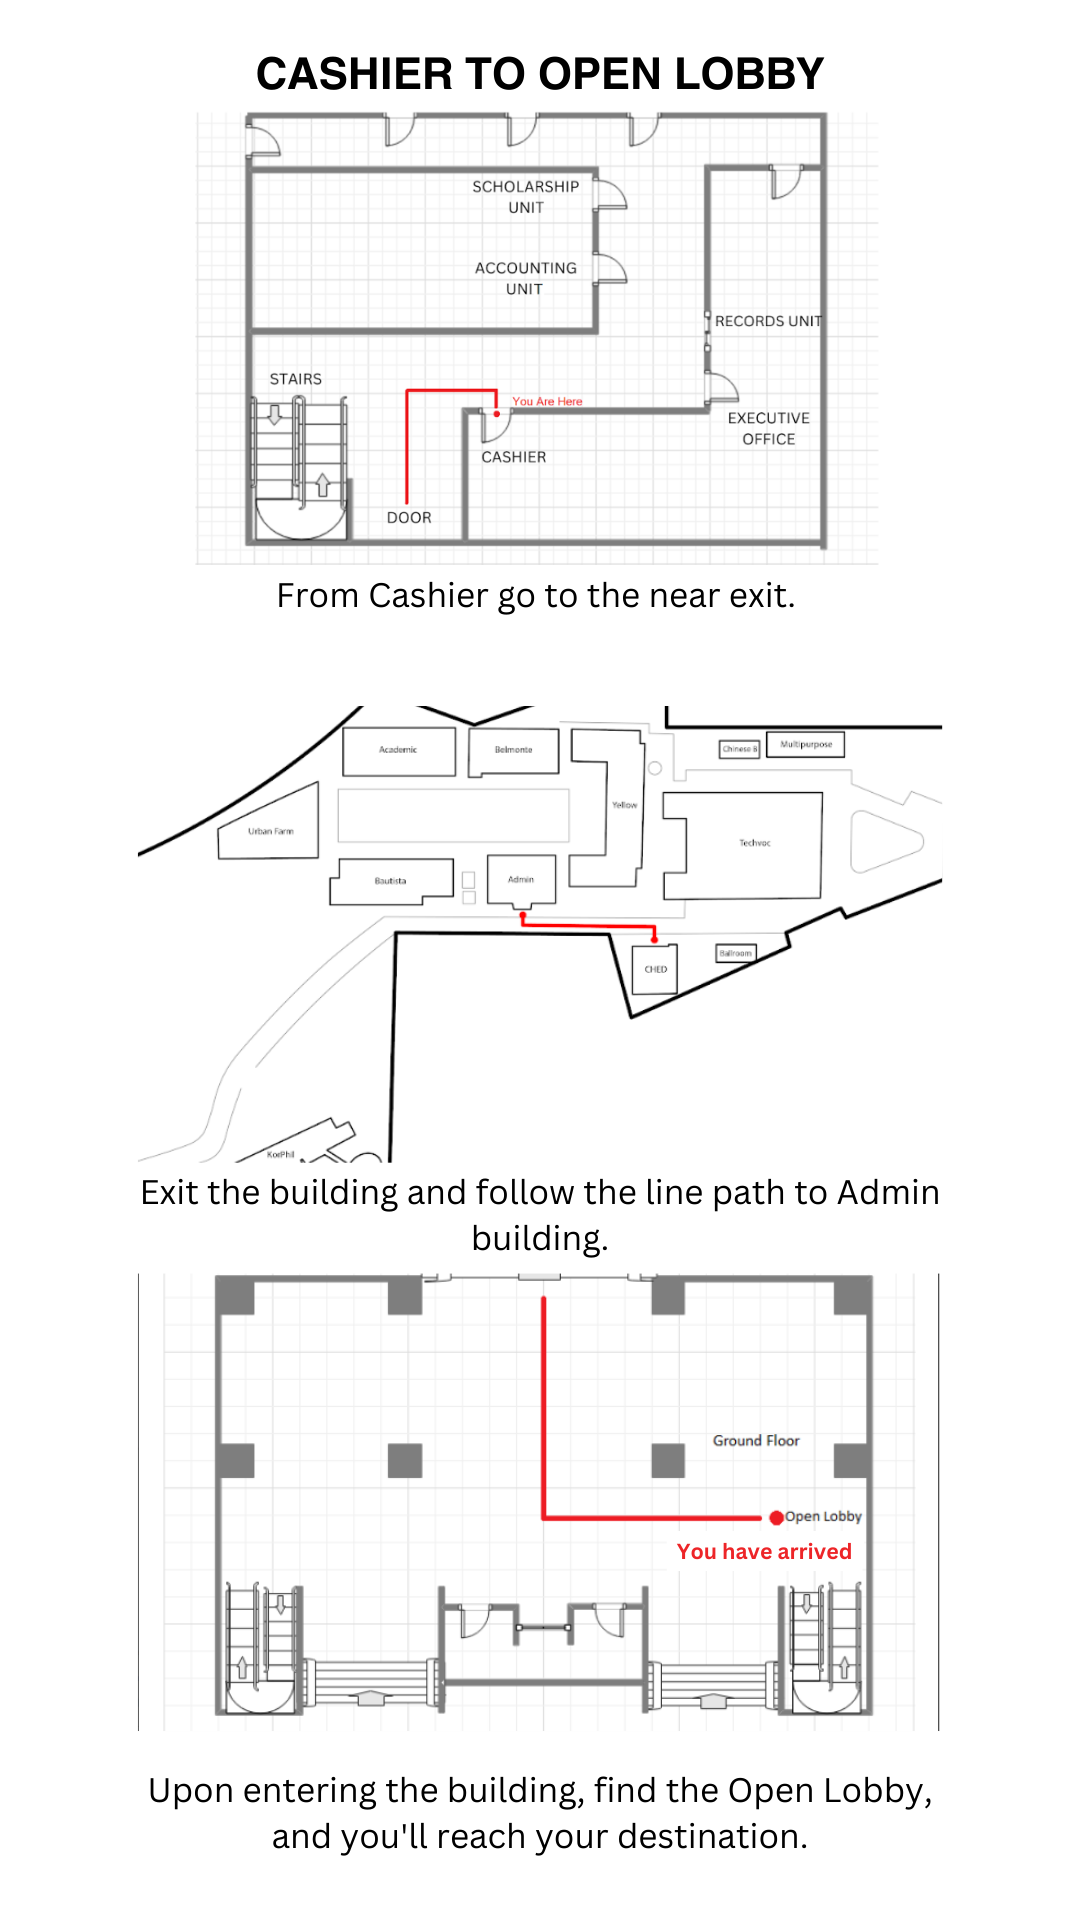 CASHIER TO OPEN LOBBY
SCHOLARSHIP
UNIT
ACCOUNTING
UNIT
RECORDS UNIT
STAIRS
You Are Here
EXECUTIVE
OFFICE
CASHIER
DOOR
From Cashier go to the near exit.
Academic
Belmonte
Chinese B
Multipurpose
Yellow
Urban Farm
Techvoc
Bautista
Admin
CHED
Ballroom
KorPhil
Exit the building and follow the line path to Admin
building.
Ground Floor
Open Lobby
You have arrived
Upon entering the building, find the Open Lobby,
and you'll reach your destination.